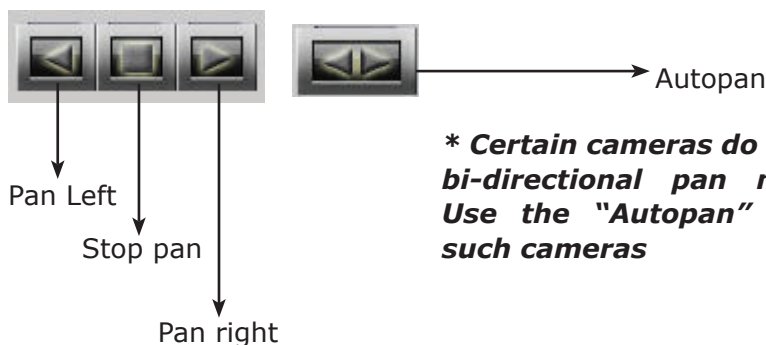 Autopan
* Certain cameras do
bi-directional pan
Use the “Autopan”
such cameras
Pan Left
Stop pan
Pan right